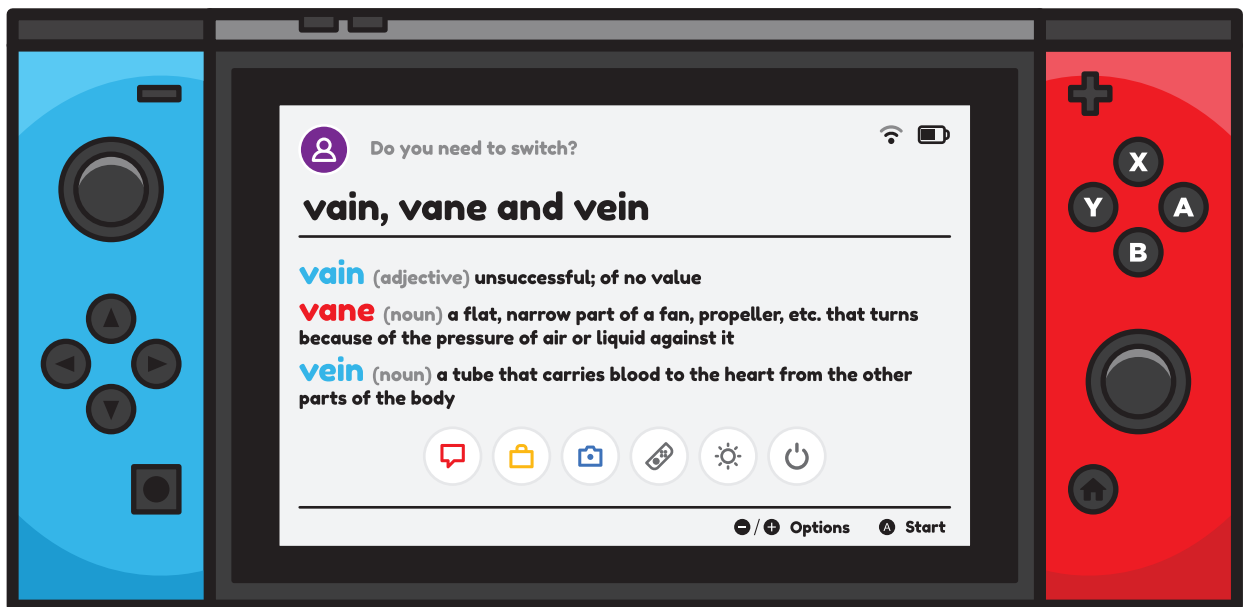 Do you need to switch?
vain, vane and vein
vain (adjective) unsuccessful; of no value
vane (noun) a flat, narrow part of a fan, propeller, etc. that turns
because of the pressure of air or liquid against it
vein (noun) a tube that carries blood to the heart from the other
parts of the body
X
Y A
B
/ Options A Start